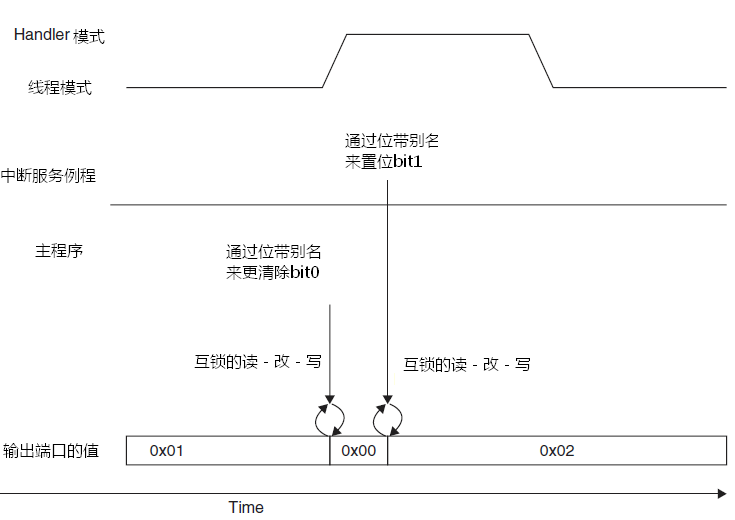 Handler 模式
线程模式
通过位带别名
来置位bit1
中断服务例程
主程序
通过位带别名
来更清除bit0
互锁的读 - 改 - 写
互锁的读 - 改 - 写
输出端口的值
0x01
0x00
0x02
Time